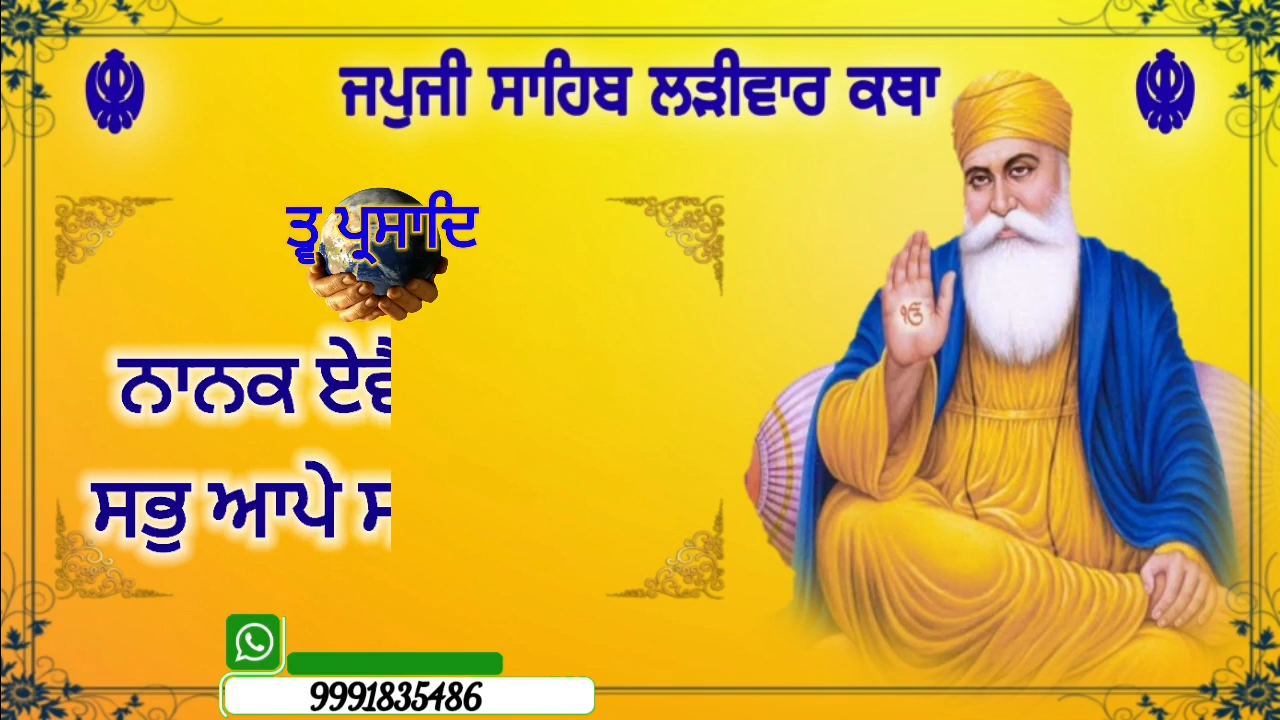 ਜਪੁਜੀ ਸਾਹਿਬ ਲੜੀਵਾਰ ਕਥਾ
ਤ੍ਵ ਪ੍ਰਸਾਦਿ
ੴ
ਨਾਨਕ
ਸਭੁ ਆਪੇ
9991835486